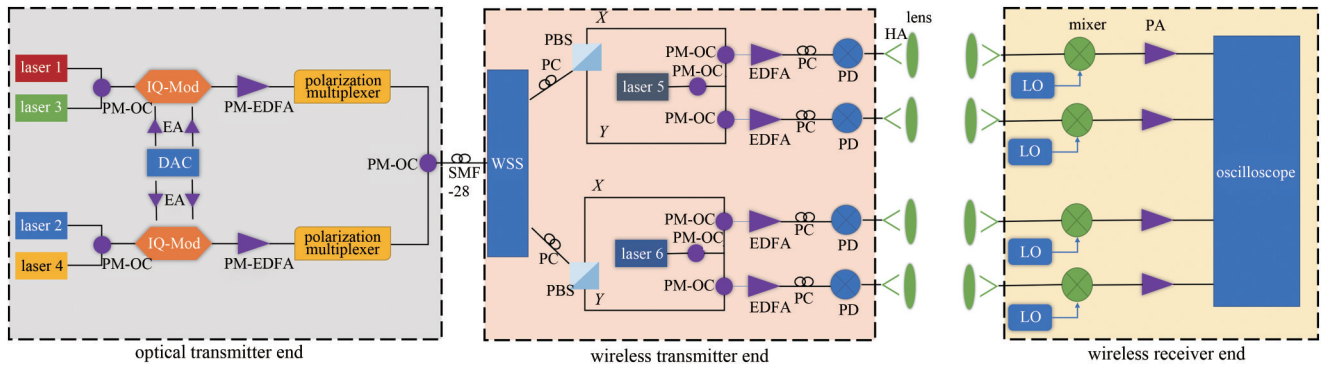 laser 1
laser 3
PM-OC
IQ-Mod
PM-EDFA
polarization
multiplexer
EA
DAC
EA
PM-OC
SMF
-28
laser 2
laser 4
PM-OC
IQ-Mod
PM-EDFA
polarization
multiplexer
optical transmitter end
WSS
PC
PBS
X
Y
laser 5
PM-OC
PM-OC
PM-OC
EDFA
PC
PD
EDFA
PC
PD
HA
lens
PC
PBS
X
Y
laser 6
PM-OC
PM-OC
PM-OC
EDFA
PC
PD
EDFA
PC
PD
wireless transmitter end
mixer
PA
LO
LO
LO
LO
oscilloscope
wireless receiver end